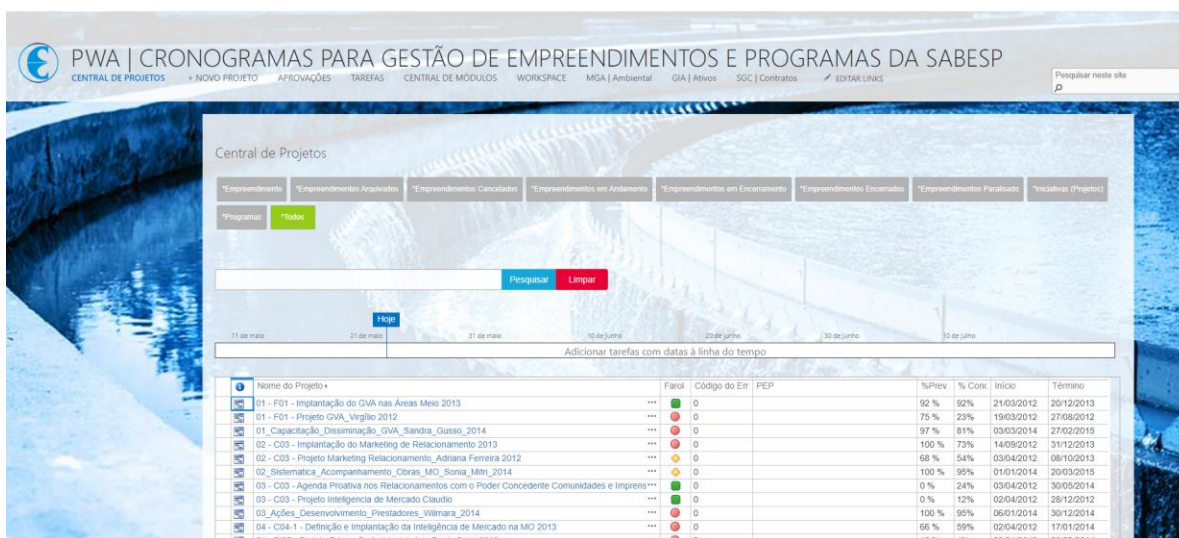 PWA | CRONOGRAMAS PARA GESTÃO DE EMPREENDIMENTOS E PROGRAMAS DA SABESP
CENTRAL DE PROJETOS + NOVO PROJETO APROVAÇÕES TAREFAS CENTRAL DE MÓDULOS WORKSPACE MGA | Ambiental GIA | Ativos SGC | Contratos EDITAR LINKS
Pesquisar neste site
Central de Projetos
*Empreendimento *Empreendimentos Arquivados *Empreendimentos Cancelados *Empreendimentos em Andamento *Empreendimentos em Encerramento *Empreendimentos Encerrados *Empreendimentos Paralisado *Iniciativas (Projetos)
*Programas *Todos
Pesquisar Limpar
Hoje
11 de maio 21 de maio 31 de maio 10 de junho 20 de junho 30 de junho 10 de julho
Adicionar tarefas com datas à linha do tempo
Nome do Projeto Farol Código do Em PEP %Prev % Conc Início Término
01 - F01 - Implantação do GVA nas Áreas Meio 2013 ... 0 92 % 92% 21/03/2012 20/12/2013
01 - F01 - Projeto GVA_Virgílio 2012 ... 0 75 % 23% 19/03/2012 27/08/2012
01_Capacitação_Disseminação_GVA_Sandra_Gusso_2014 ... 0 97 % 81% 03/03/2014 27/02/2015
02 - C03 - Implantação do Marketing de Relacionamento 2013 ... 0 100 % 73% 14/09/2012 31/12/2013
02 - C03 - Projeto Marketing Relacionamento_Adriana Ferreira 2012 ... 0 68 % 54% 03/04/2012 08/10/2013
02_Sistematica_Acompanhamento_Obras_MO_Sonia_Mitri_2014 ... 0 100 % 95% 01/01/2014 20/03/2015
03 - C03 - Agenda Proativa nos Relacionamentos com o Poder Concedente Comunidades e Imprens ... 0 0 % 24% 03/04/2012 30/05/2014
03 - C03 - Projeto Inteligencia de Mercado Claudio ... 0 0 % 12% 02/04/2012 28/12/2012
03_Ações_Desenvolvimento_Prestadores_Wilmara_2014 ... 0 100 % 95% 06/01/2014 30/12/2014
04 - C04-1 - Definição e Implantação da Inteligência de Mercado na MO 2013 ... 0 66 % 59% 02/04/2012 17/01/2014